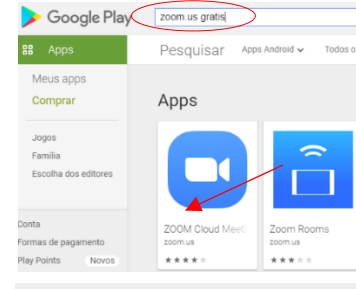 Google Play
zoom.us gratis
Apps
Pesquisar Apps Android Todos o
Meus apps
Comprar
Apps
Jogos
Família
Escolha dos editores
ZOOM Cloud Meeti
zoom.us
Zoom Rooms
zoom.us
Conta
Formas de pagamento
Play Points Novos